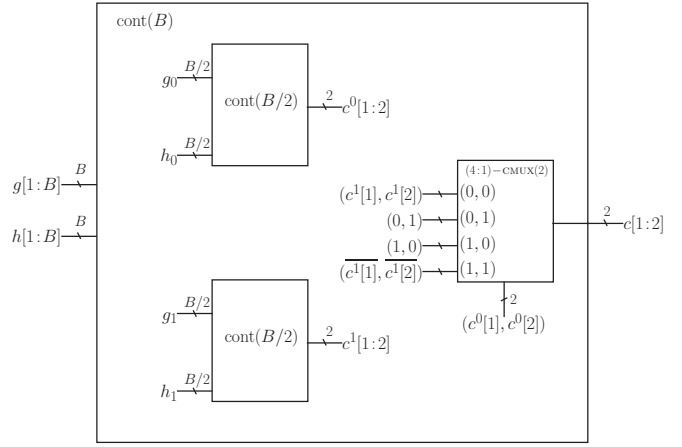 cont(B)
B/2
g₀
cont(B/2)
2
c⁰[1:2]
B/2
h₀
B
g[1:B]
B
h[1:B]
(4:1)−CMUX(2)
(c¹[1], c¹[2])
(0, 0)
(0, 1)
(0, 1)
(1, 0)
(1, 0)
(c̅¹̅[̅1̅]̅, c̅¹̅[̅2̅]̅)
(1, 1)
2
c[1:2]
2
(c⁰[1], c⁰[2])
B/2
g₁
cont(B/2)
2
c¹[1:2]
B/2
h₁